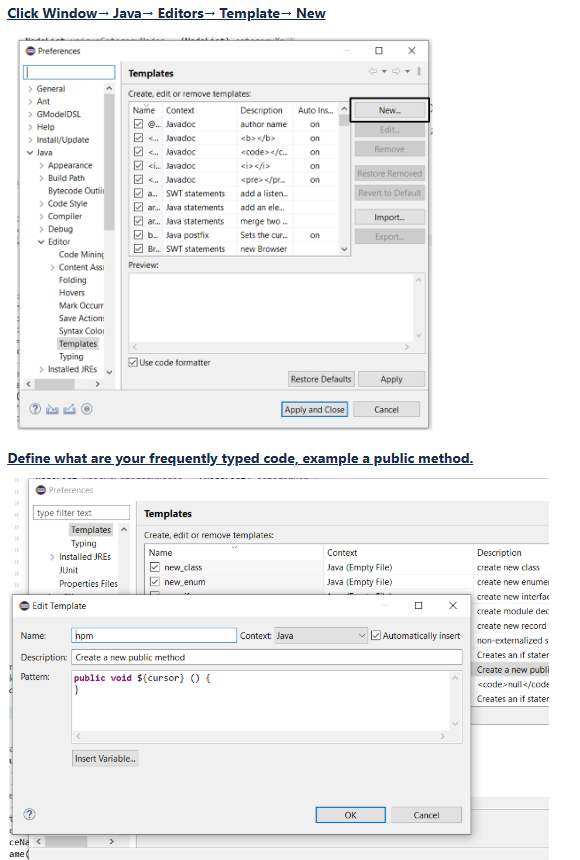 Click Window→ Java→ Editors→ Template→ New
Preferences
Templates
General
Ant
GModelDSL
Help
Install/Update
Java
Appearance
Build Path
Bytecode Outli
Code Style
Compiler
Debug
Editor
Code Mining
Content Assi
Folding
Hovers
Mark Occurr
Save Action
Syntax Color
Templates
Typing
Installed JREs
Create, edit or remove templates:
Name Context Description Auto Ins...
@... Javadoc author name on
<... Javadoc <b></b> on
<... Javadoc <code></c... on
<i... Javadoc <i></i> on
<... Javadoc <pre></pr... on
a... SWT statements add a listen...
ar... Java statements add an ele...
ar... Java statements merge two ...
b... Java postfix Sets the cur... on
Br... SWT statements new Browser
New...
Edit...
Remove
Restore Removed
Revert to Default
Import...
Export...
Preview:
Use code formatter
Restore Defaults Apply
Apply and Close Cancel
Define what are your frequently typed code, example a public method.
Preferences
type filter text
Templates
Typing
Installed JREs
JUnit
Properties Files
Templates
Create, edit or remove templates:
Name Context Description
new_class Java (Empty File) create new class
new_enum Java (Empty File) create new enume
create new interfac
create module dec
create new record
non-externalized s
Creates an if stater
Create a new publi
<code>null</code
Creates an if stater
Edit Template
Name: npm Context: Java Automatically insert
Description: Create a new public method
Pattern: public void ${cursor} () {
}
Insert Variable...
OK Cancel
ceNa
ame(